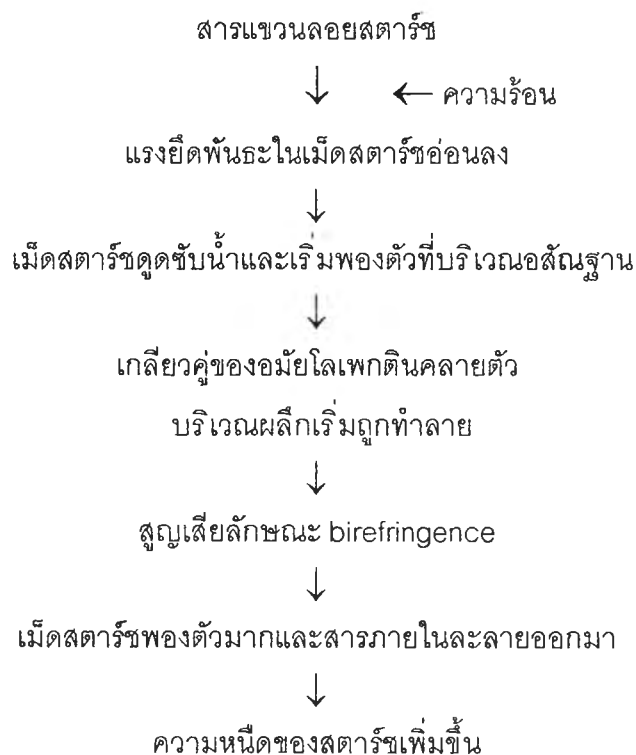 สารแขวนลอยสตาร์ช
↓ ← ความร้อน
แรงยึดพันธะในเม็ดสตาร์ชอ่อนลง
↓
เม็ดสตาร์ชดูดซับน้ำและเริ่มพองตัวที่บริเวณอสัณฐาน
↓
เกลียวคู่ของอมัยโลเพกตินคลายตัว
บริเวณผลึกเริ่มถูกทำลาย
↓
สูญเสียลักษณะ birefringence
↓
เม็ดสตาร์ชพองตัวมากและสารภายในละลายออกมา
↓
ความหนืดของสตาร์ชเพิ่มขึ้น